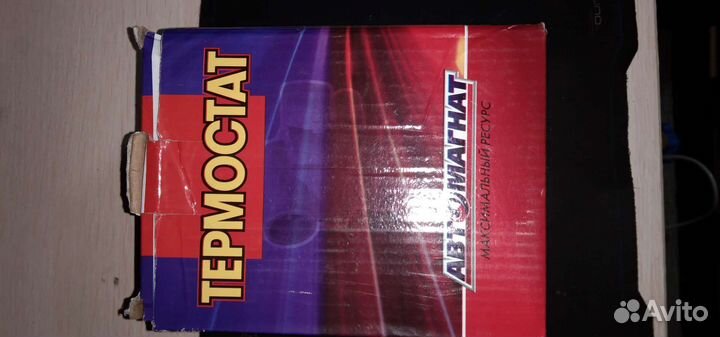 ТЕРМОСТАТ
АВТОМАГНАТ
МАКСИМАЛЬНЫЙ РЕСУРС
Avito